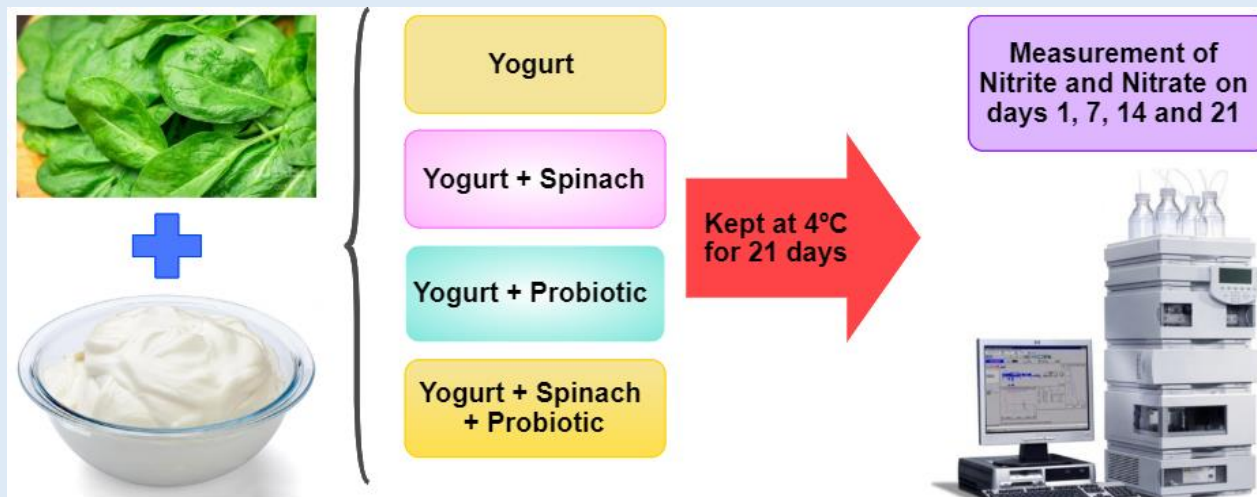 Yogurt
Yogurt + Spinach
Yogurt + Probiotic
Yogurt + Spinach
+ Probiotic
Kept at 4ºC
for 21 days
Measurement of
Nitrite and Nitrate on
days 1, 7, 14 and 21